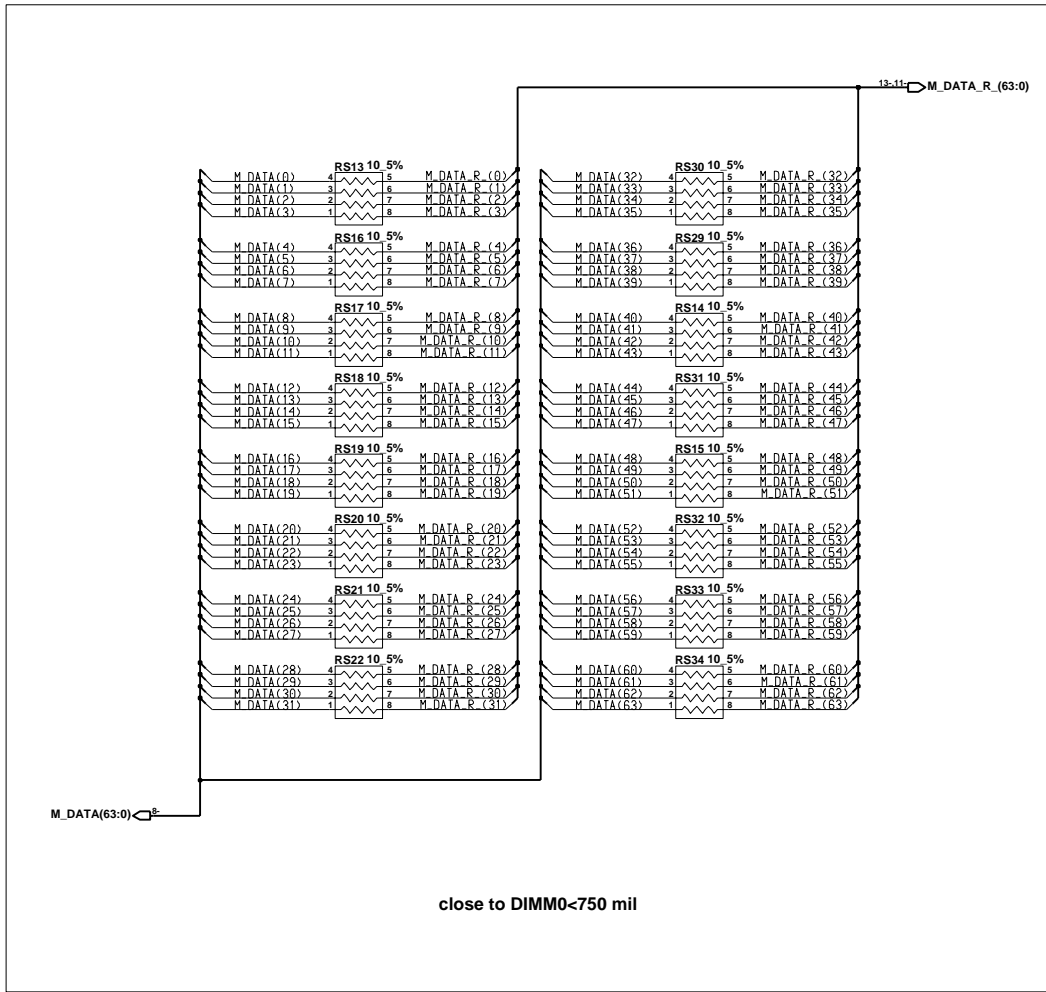 13-,11- M_DATA_R_(63:0)
RS13 10_5% RS30 10_5%
M_DATA(0) 4 5 M_DATA_R_(0) M_DATA(32) 4 5 M_DATA_R_(32)
M_DATA(1) 3 6 M_DATA_R_(1) M_DATA(33) 3 6 M_DATA_R_(33)
M_DATA(2) 2 7 M_DATA_R_(2) M_DATA(34) 2 7 M_DATA_R_(34)
M_DATA(3) 1 8 M_DATA_R_(3) M_DATA(35) 1 8 M_DATA_R_(35)
RS16 10_5% RS29 10_5%
M_DATA(4) 4 5 M_DATA_R_(4) M_DATA(36) 4 5 M_DATA_R_(36)
M_DATA(5) 3 6 M_DATA_R_(5) M_DATA(37) 3 6 M_DATA_R_(37)
M_DATA(6) 2 7 M_DATA_R_(6) M_DATA(38) 2 7 M_DATA_R_(38)
M_DATA(7) 1 8 M_DATA_R_(7) M_DATA(39) 1 8 M_DATA_R_(39)
RS17 10_5% RS14 10_5%
M_DATA(8) 4 5 M_DATA_R_(8) M_DATA(40) 4 5 M_DATA_R_(40)
M_DATA(9) 3 6 M_DATA_R_(9) M_DATA(41) 3 6 M_DATA_R_(41)
M_DATA(10) 2 7 M_DATA_R_(10) M_DATA(42) 2 7 M_DATA_R_(42)
M_DATA(11) 1 8 M_DATA_R_(11) M_DATA(43) 1 8 M_DATA_R_(43)
RS18 10_5% RS31 10_5%
M_DATA(12) 4 5 M_DATA_R_(12) M_DATA(44) 4 5 M_DATA_R_(44)
M_DATA(13) 3 6 M_DATA_R_(13) M_DATA(45) 3 6 M_DATA_R_(45)
M_DATA(14) 2 7 M_DATA_R_(14) M_DATA(46) 2 7 M_DATA_R_(46)
M_DATA(15) 1 8 M_DATA_R_(15) M_DATA(47) 1 8 M_DATA_R_(47)
RS19 10_5% RS15 10_5%
M_DATA(16) 4 5 M_DATA_R_(16) M_DATA(48) 4 5 M_DATA_R_(48)
M_DATA(17) 3 6 M_DATA_R_(17) M_DATA(49) 3 6 M_DATA_R_(49)
M_DATA(18) 2 7 M_DATA_R_(18) M_DATA(50) 2 7 M_DATA_R_(50)
M_DATA(19) 1 8 M_DATA_R_(19) M_DATA(51) 1 8 M_DATA_R_(51)
RS20 10_5% RS32 10_5%
M_DATA(20) 4 5 M_DATA_R_(20) M_DATA(52) 4 5 M_DATA_R_(52)
M_DATA(21) 3 6 M_DATA_R_(21) M_DATA(53) 3 6 M_DATA_R_(53)
M_DATA(22) 2 7 M_DATA_R_(22) M_DATA(54) 2 7 M_DATA_R_(54)
M_DATA(23) 1 8 M_DATA_R_(23) M_DATA(55) 1 8 M_DATA_R_(55)
RS21 10_5% RS33 10_5%
M_DATA(24) 4 5 M_DATA_R_(24) M_DATA(56) 4 5 M_DATA_R_(56)
M_DATA(25) 3 6 M_DATA_R_(25) M_DATA(57) 3 6 M_DATA_R_(57)
M_DATA(26) 2 7 M_DATA_R_(26) M_DATA(58) 2 7 M_DATA_R_(58)
M_DATA(27) 1 8 M_DATA_R_(27) M_DATA(59) 1 8 M_DATA_R_(59)
RS22 10_5% RS34 10_5%
M_DATA(28) 4 5 M_DATA_R_(28) M_DATA(60) 4 5 M_DATA_R_(60)
M_DATA(29) 3 6 M_DATA_R_(29) M_DATA(61) 3 6 M_DATA_R_(61)
M_DATA(30) 2 7 M_DATA_R_(30) M_DATA(62) 2 7 M_DATA_R_(62)
M_DATA(31) 1 8 M_DATA_R_(31) M_DATA(63) 1 8 M_DATA_R_(63)
M_DATA(63:0) 8-
close to DIMM0<750 mil